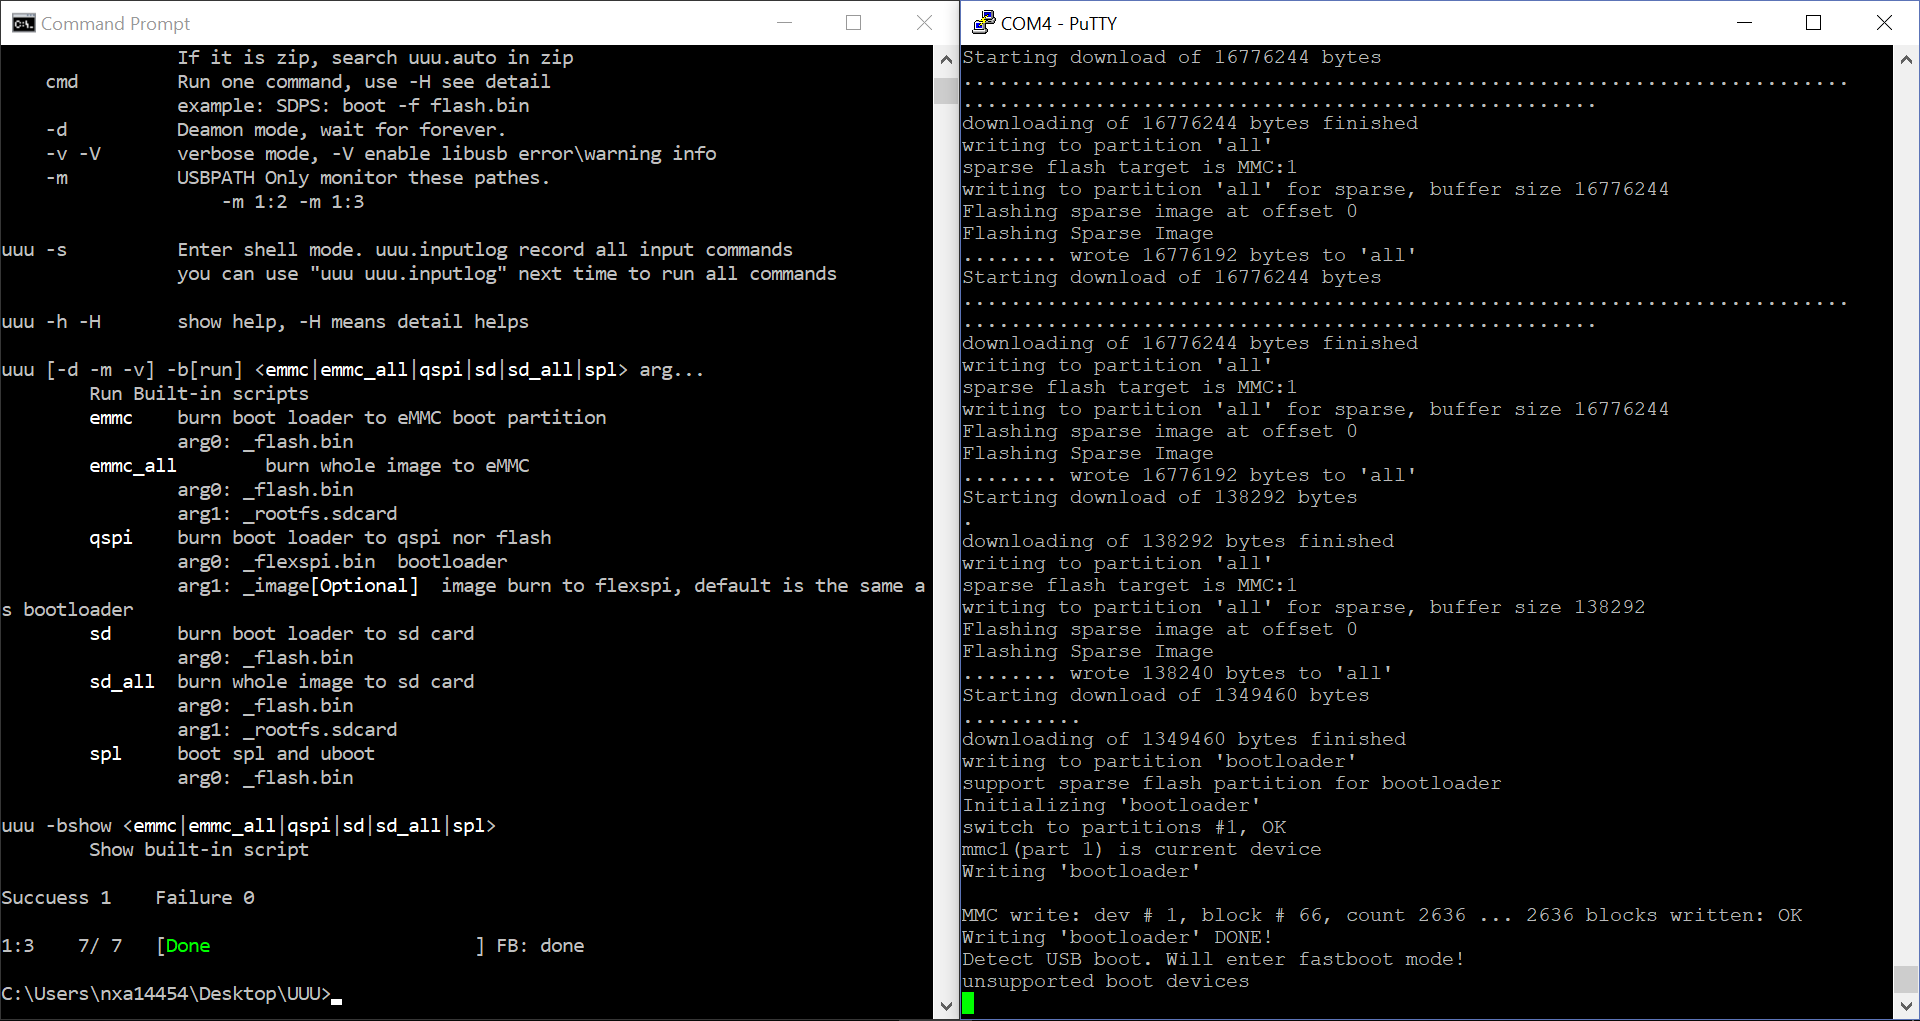 Command Prompt
If it is zip, search uuu.auto in zip
cmd Run one command, use -H see detail
example: SDPS: boot -f flash.bin
-d Deamon mode, wait for forever.
-v -V verbose mode, -V enable libusb error\warning info
-m USBPATH Only monitor these pathes.
-m 1:2 -m 1:3
uuu -s Enter shell mode. uuu.inputlog record all input commands
you can use "uuu uuu.inputlog" next time to run all commands
uuu -h -H show help, -H means detail helps
uuu [-d -m -v] -b[run] <emmc|emmc_all|qspi|sd|sd_all|spl> arg...
Run Built-in scripts
emmc burn boot loader to eMMC boot partition
arg0: _flash.bin
emmc_all burn whole image to eMMC
arg0: _flash.bin
arg1: _rootfs.sdcard
qspi burn boot loader to qspi nor flash
arg0: _flexspi.bin bootloader
arg1: _image[Optional] image burn to flexspi, default is the same a
s bootloader
sd burn boot loader to sd card
arg0: _flash.bin
sd_all burn whole image to sd card
arg0: _flash.bin
arg1: _rootfs.sdcard
spl boot spl and uboot
arg0: _flash.bin
uuu -bshow <emmc|emmc_all|qspi|sd|sd_all|spl>
Show built-in script
Succuess 1 Failure 0
1:3 7/ 7 [Done ] FB: done
C:\Users\nxa14454\Desktop\UUU>
COM4 - PuTTY
Starting download of 16776244 bytes
..........................................................................
.....................................................
downloading of 16776244 bytes finished
writing to partition 'all'
sparse flash target is MMC:1
writing to partition 'all' for sparse, buffer size 16776244
Flashing sparse image at offset 0
Flashing Sparse Image
........ wrote 16776192 bytes to 'all'
Starting download of 16776244 bytes
..........................................................................
.....................................................
downloading of 16776244 bytes finished
writing to partition 'all'
sparse flash target is MMC:1
writing to partition 'all' for sparse, buffer size 16776244
Flashing sparse image at offset 0
Flashing Sparse Image
........ wrote 16776192 bytes to 'all'
Starting download of 138292 bytes
.
downloading of 138292 bytes finished
writing to partition 'all'
sparse flash target is MMC:1
writing to partition 'all' for sparse, buffer size 138292
Flashing sparse image at offset 0
Flashing Sparse Image
........ wrote 138240 bytes to 'all'
Starting download of 1349460 bytes
..........
downloading of 1349460 bytes finished
writing to partition 'bootloader'
support sparse flash partition for bootloader
Initializing 'bootloader'
switch to partitions #1, OK
mmc1(part 1) is current device
Writing 'bootloader'
MMC write: dev # 1, block # 66, count 2636 ... 2636 blocks written: OK
Writing 'bootloader' DONE!
Detect USB boot. Will enter fastboot mode!
unsupported boot devices